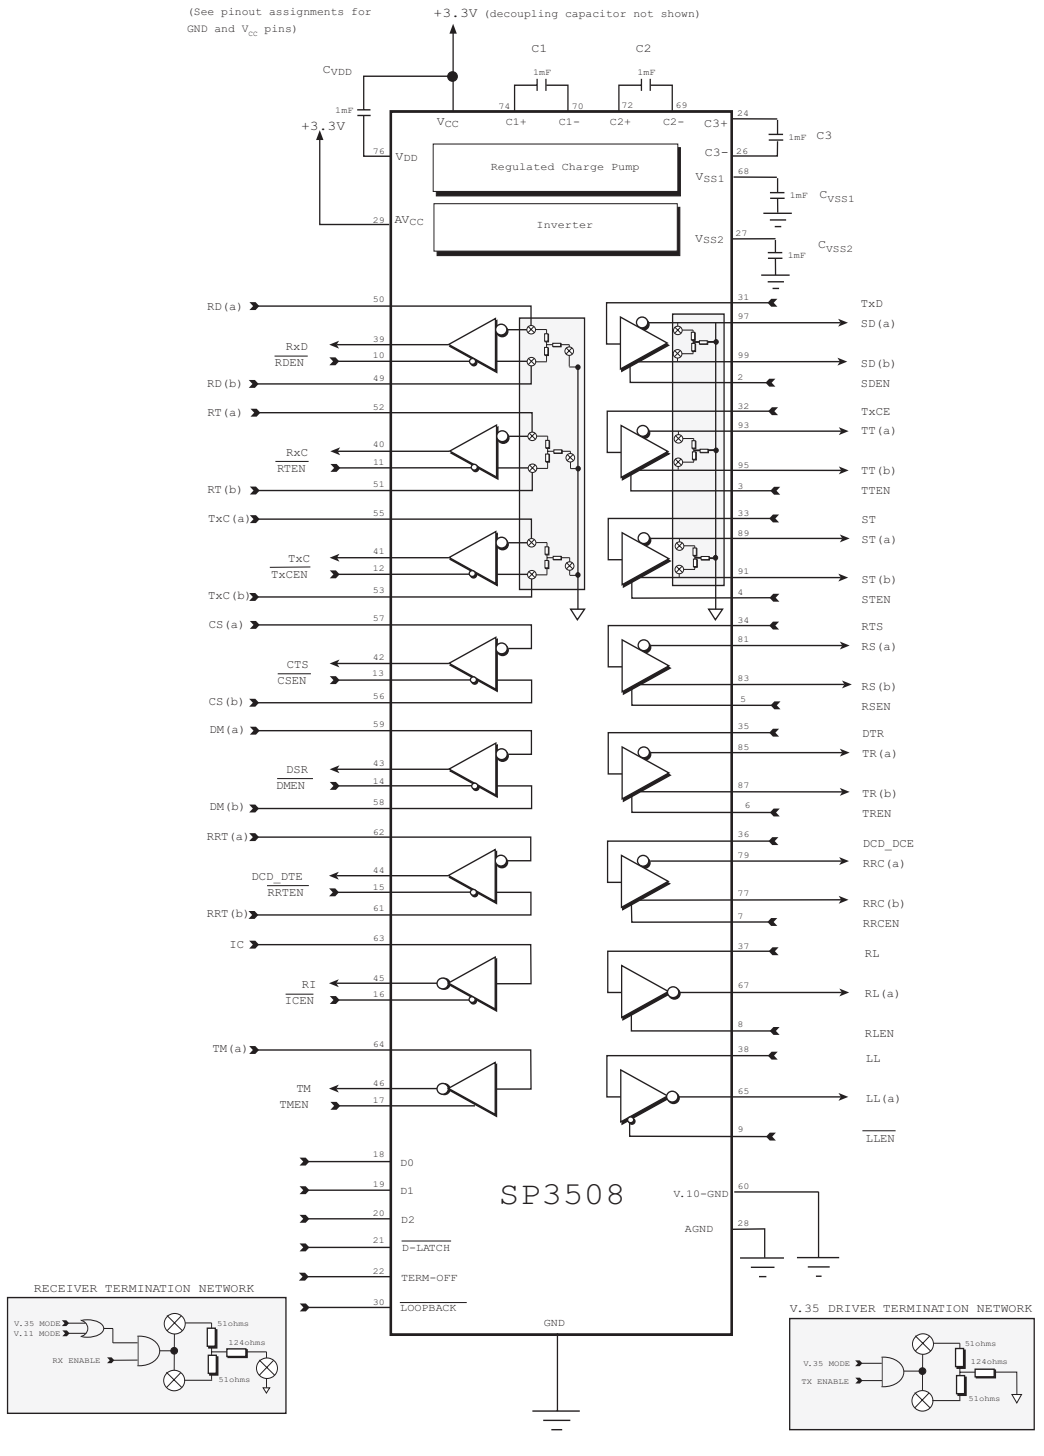 (See pinout assignments for
GND and VCC pins)
+3.3V (decoupling capacitor not shown)
C1
C2
CVDD
1mF
1mF
1mF
+3.3V
74
70
72
69
24
VCC
C1+
C1-
C2+
C2-
C3+
1mF
C3
76
VDD
C3-
26
Regulated Charge Pump
VSS1
68
1mF
CVSS1
29
AVCC
Inverter
VSS2
27
1mF
CVSS2
RD(a)
50
RxD
39
RDEN
10
RD(b)
49
RT(a)
52
RxC
40
RTEN
11
RT(b)
51
TxC(a)
55
TxC
41
TxCEN
12
TxC(b)
53
CS(a)
57
CTS
42
CSEN
13
CS(b)
56
DM(a)
59
DSR
43
DMEN
14
DM(b)
58
RRT(a)
62
DCD_DTE
44
RRTEN
15
RRT(b)
61
IC
63
RI
45
ICEN
16
TM(a)
64
TM
46
TMEN
17
31
TxD
97
SD(a)
99
SD(b)
2
SDEN
32
TxCE
93
TT(a)
95
TT(b)
3
TTEN
33
ST
89
ST(a)
91
ST(b)
4
STEN
34
RTS
81
RS(a)
83
RS(b)
5
RSEN
35
DTR
85
TR(a)
87
TR(b)
6
TREN
36
DCD_DCE
79
RRC(a)
77
RRC(b)
7
RRCEN
37
RL
67
RL(a)
8
RLEN
38
LL
65
LL(a)
9
LLEN
18
D0
19
D1
20
D2
21
D-LATCH
22
TERM-OFF
30
LOOPBACK
SP3508
V.10-GND
60
AGND
28
GND
RECEIVER TERMINATION NETWORK
V.35 MODE
V.11 MODE
RX ENABLE
51ohms
124ohms
51ohms
V.35 DRIVER TERMINATION NETWORK
V.35 MODE
TX ENABLE
51ohms
124ohms
51ohms